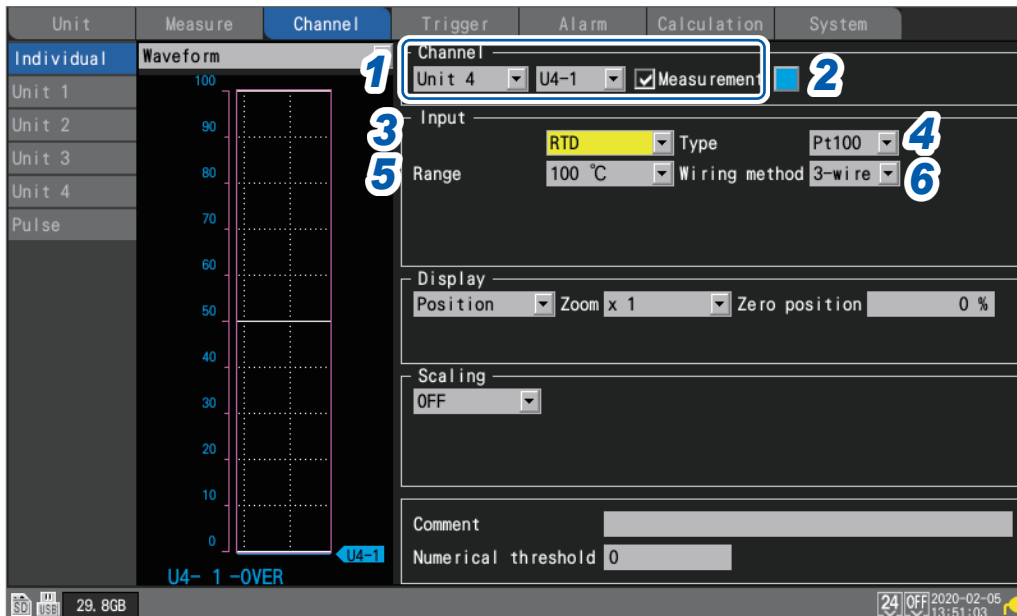 Unit Measure Channel Trigger Alarm Calculation System
Individual
Unit 1
Unit 2
Unit 3
Unit 4
Pulse
Waveform
100
90
80
70
60
50
40
30
20
10
0
U4-1
U4- 1 -OVER
Channel
1 Unit 4 U4-1 Measurement 2
Input
3 RTD Type Pt100 4
5 Range 100 ℃ Wiring method 3-wire 6
Display
Position Zoom x 1 Zero position 0 %
Scaling
OFF
Comment
Numerical threshold 0
SD USB 29. 8GB 24 OFF 2020-02-05
13:51:03